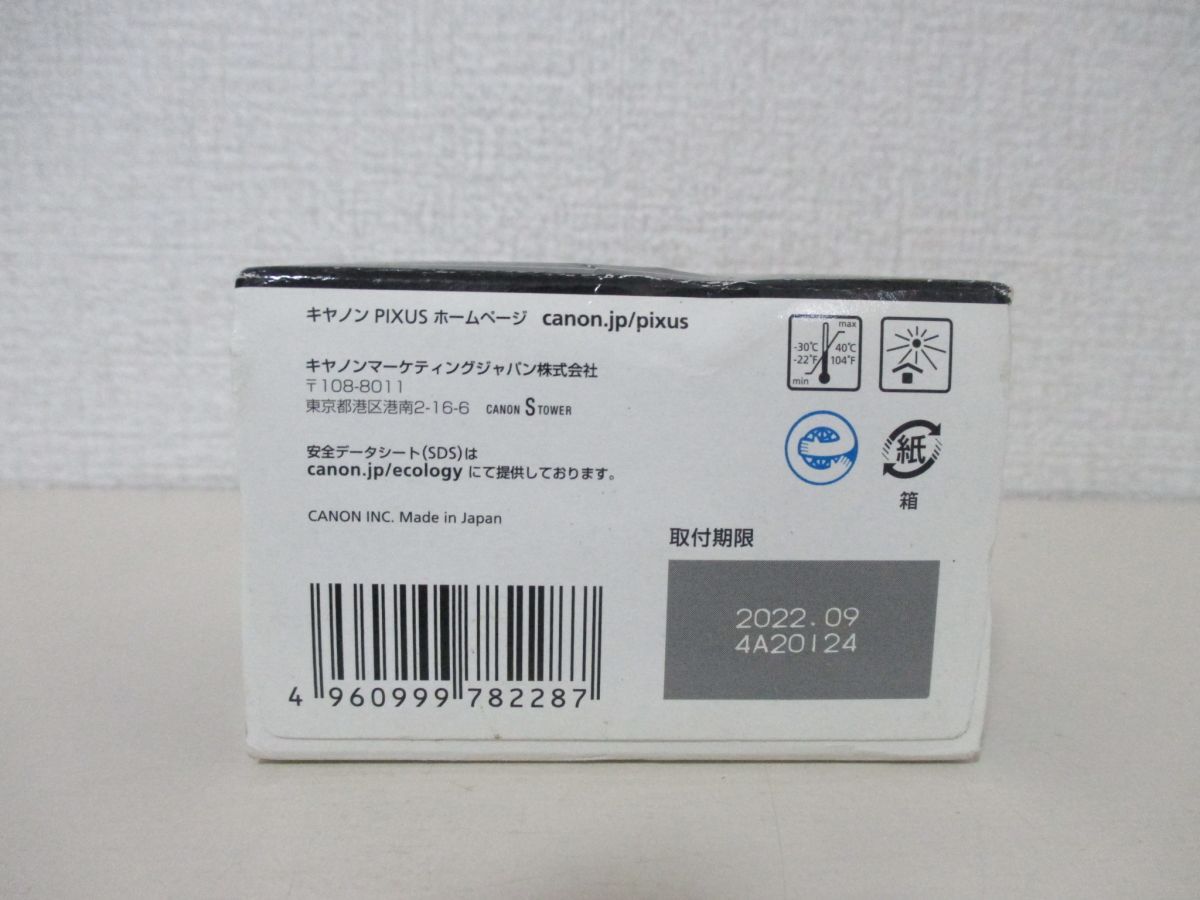 キヤノン PIXUS ホームページ canon.jp/pixus
キヤノンマーケティングジャパン株式会社
〒108-8011
東京都港区港南2-16-6 CANON S TOWER
安全データシート(SDS)は
canon.jp/ecology にて提供しております。
CANON INC. Made in Japan
max
-30℃ 40℃
-22°F 104°F
min
紙
箱
取付期限
2022.09
4A20124
4 960999 782287